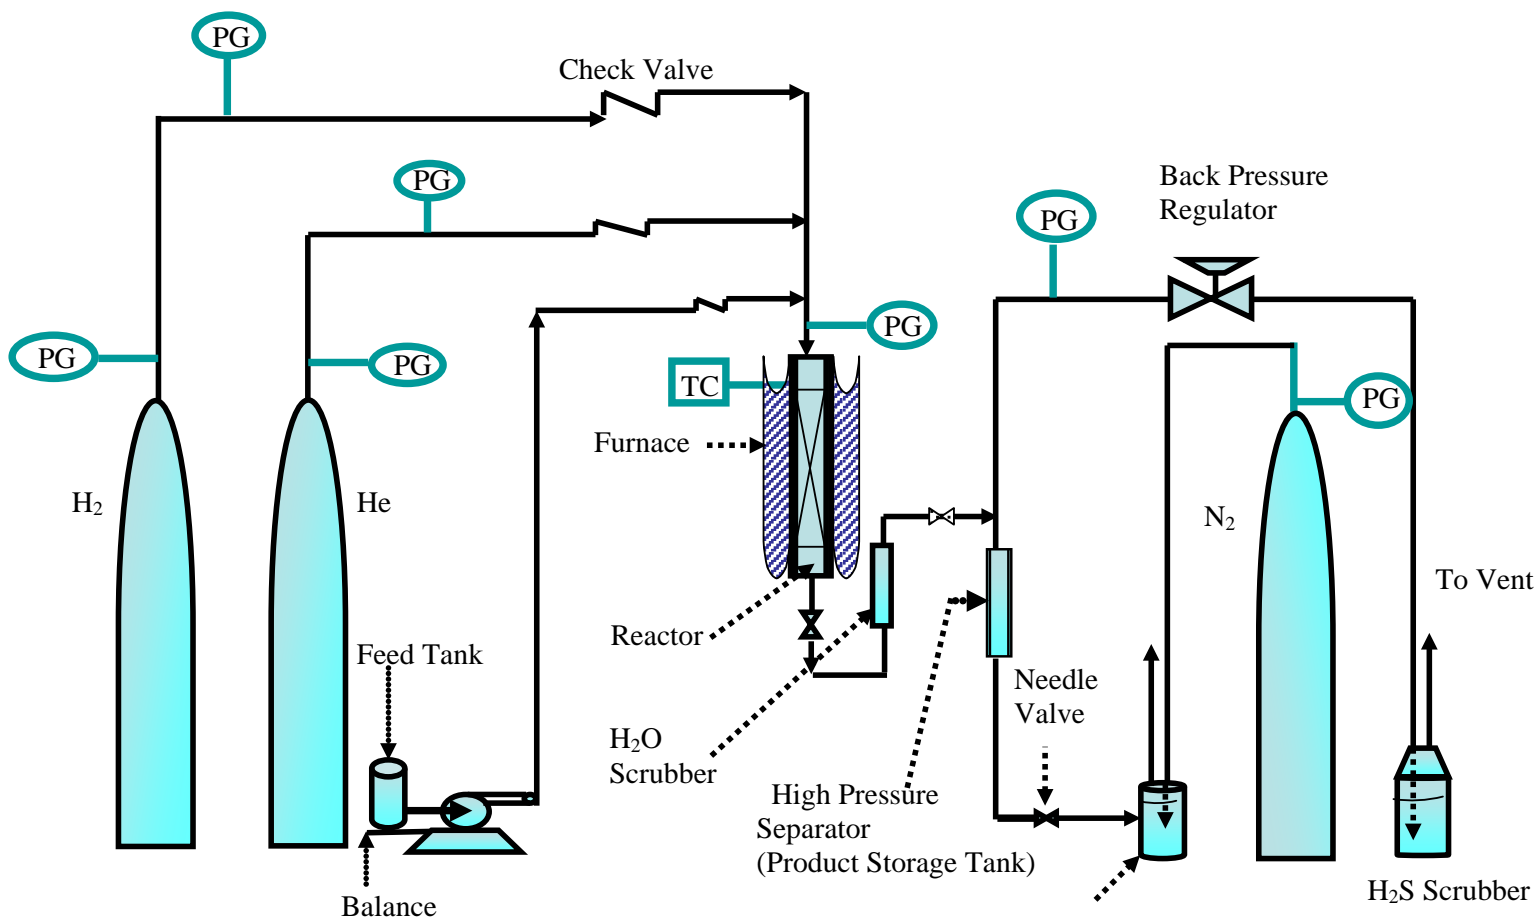 PG
Check Valve
PG
Back Pressure
Regulator
PG
PG
PG
PG
TC
PG
Furnace
H₂
He
N₂
To Vent
Reactor
Feed Tank
Needle
Valve
H₂O
Scrubber
High Pressure
Separator
(Product Storage Tank)
H₂S Scrubber
Balance